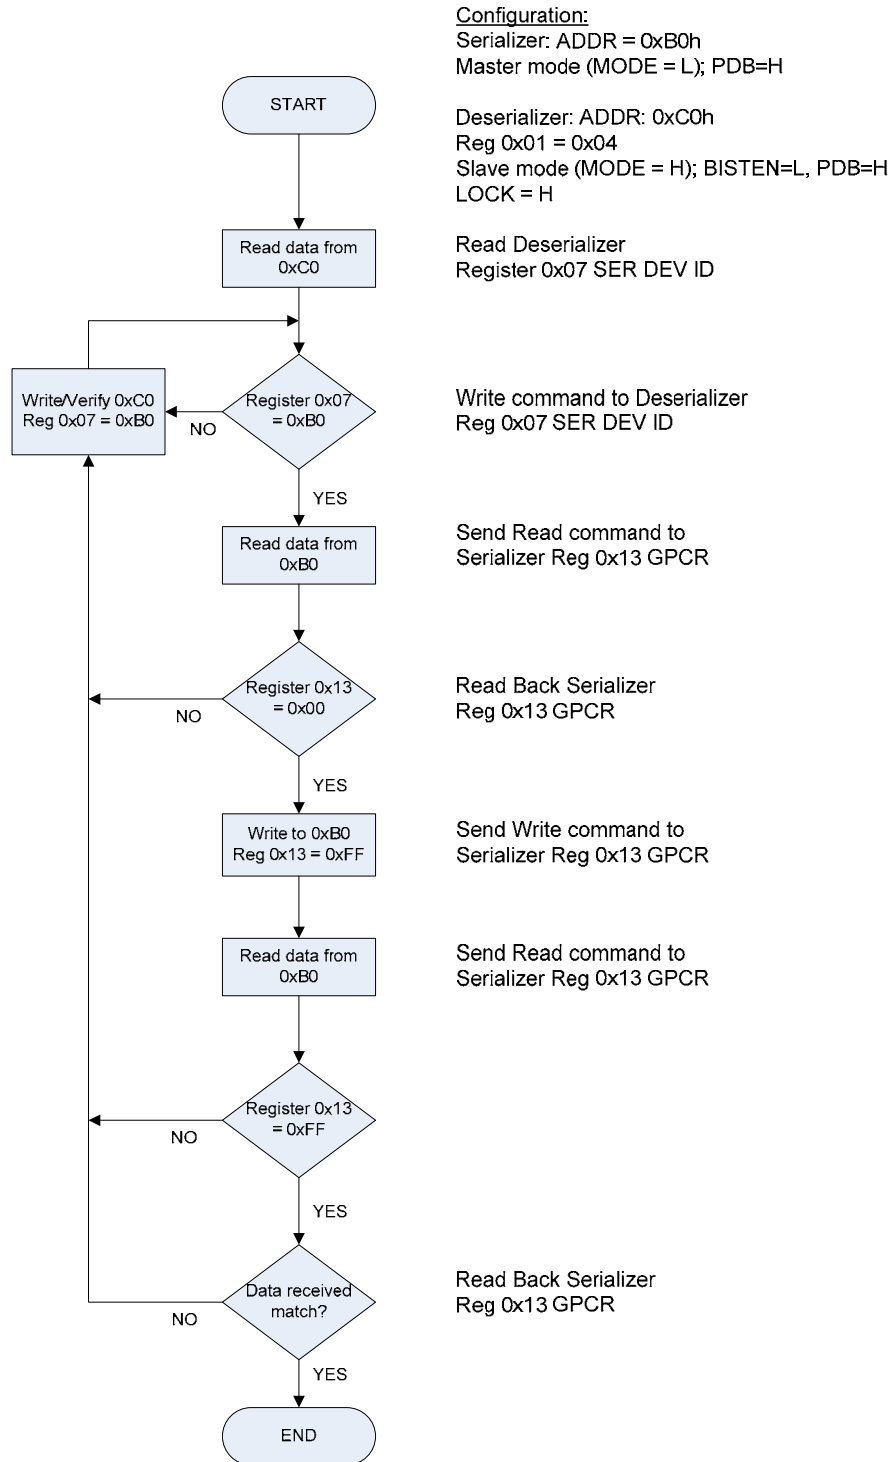 Configuration:
Serializer: ADDR = 0xB0h
Master mode (MODE = L); PDB=H
START
Deserializer: ADDR: 0xC0h
Reg 0x01 = 0x04
Slave mode (MODE = H); BISTEN=L, PDB=H
LOCK = H
Read data from
0xC0
Read Deserializer
Register 0x07 SER DEV ID
Write/Verify 0xC0
Reg 0x07 = 0xB0
NO
Register 0x07
= 0xB0
Write command to Deserializer
Reg 0x07 SER DEV ID
YES
Read data from
0xB0
Send Read command to
Serializer Reg 0x13 GPCR
Register 0x13
= 0x00
NO
Read Back Serializer
Reg 0x13 GPCR
YES
Write to 0xB0
Reg 0x13 = 0xFF
Send Write command to
Serializer Reg 0x13 GPCR
Read data from
0xB0
Send Read command to
Serializer Reg 0x13 GPCR
Register 0x13
= 0xFF
NO
YES
Data received
match?
NO
Read Back Serializer
Reg 0x13 GPCR
YES
END